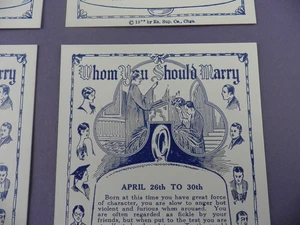 by Ex. Sup. Co., Chgo.
arry
Whom You Should Marry
APRIL 26th TO 30th
Born at this time you have great force
of character, you are slow to anger but
violent and furious when aroused. You
are often regarded as fickle by your
friends, but when put to the test you are